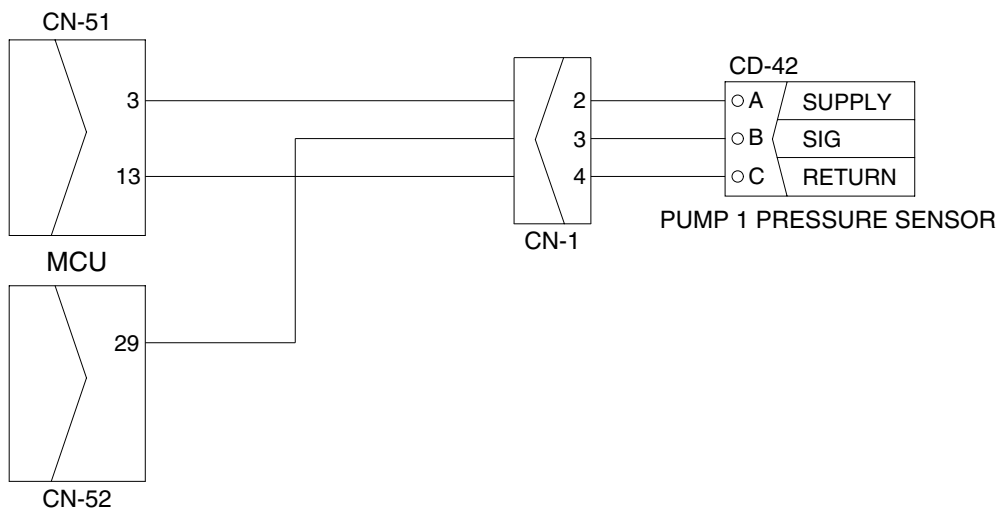 CN-51
CD-42
3
2
A SUPPLY
3
B SIG
13
4
C RETURN
PUMP 1 PRESSURE SENSOR
CN-1
MCU
29
CN-52